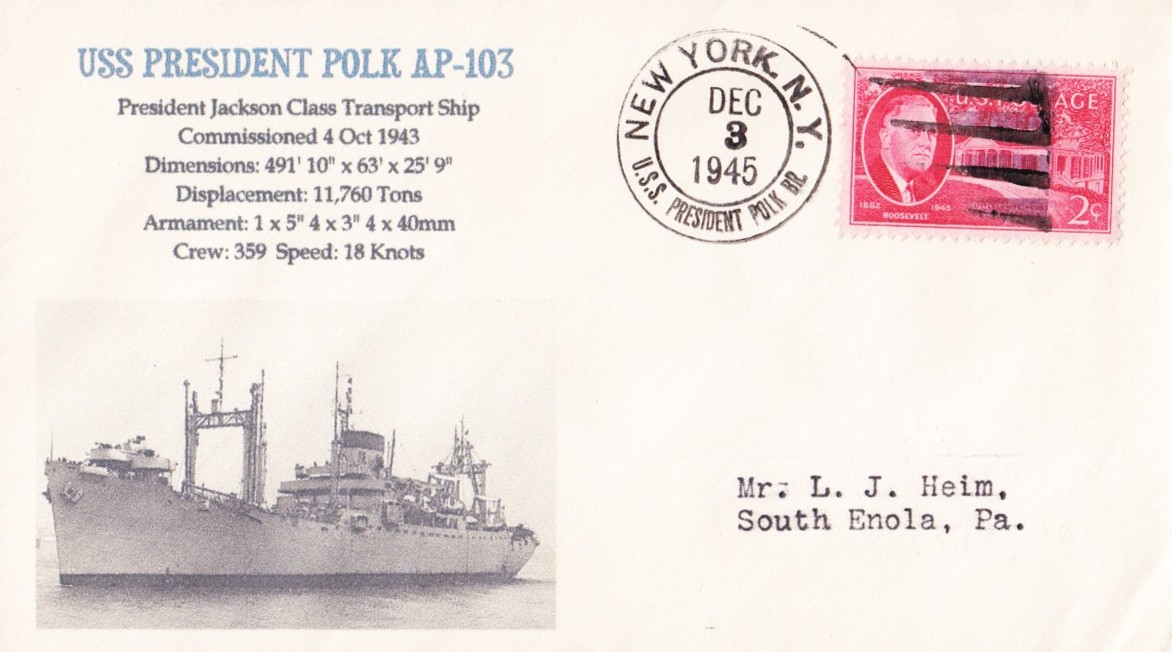 USS PRESIDENT POLK AP-103
President Jackson Class Transport Ship
Commissioned 4 Oct 1943
Dimensions: 491' 10" x 63' x 25' 9"
Displacement: 11,760 Tons
Armament: 1 x 5" 4 x 3" 4 x 40mm
Crew: 359 Speed: 18 Knots
NEW YORK, N.Y.
DEC
3
1945
U.S.S. PRESIDENT POLK BR.
U.S. POSTAGE
1882 1945
ROOSEVELT
2¢
Mr. L. J. Heim,
South Enola, Pa.